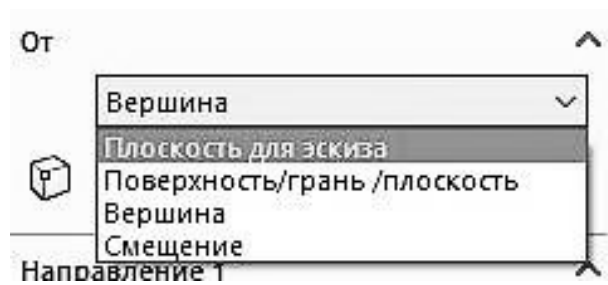 От
Вершина
Плоскость для эскиза
Поверхность/грань /плоскость
Вершина
Смещение
Направление 1